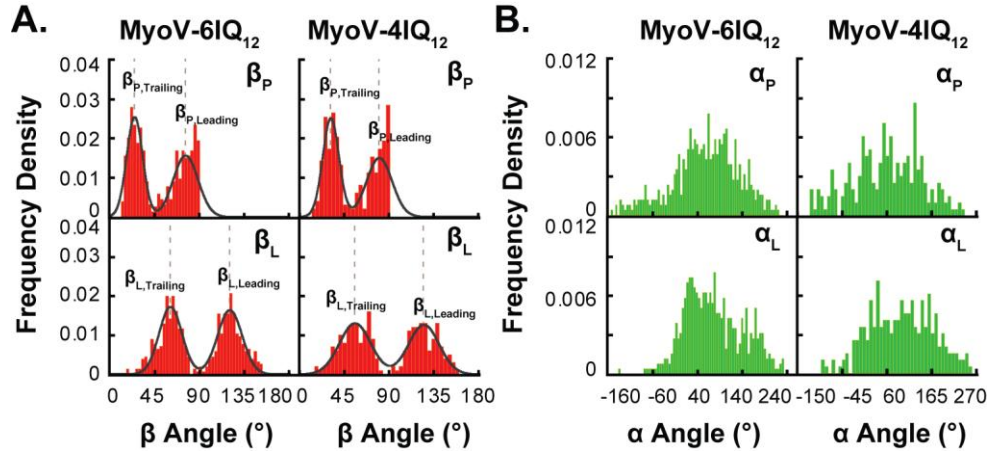 A.
MyoV-6IQ12 MyoV-4IQ12
Frequency Density
0.04
0.03
0.02
0.01
0
βP,Trailing
βP,Leading
βP
βP,Trailing
βP,Leading
βP
0.04
0.03
0.02
0.01
0
βL,Trailing
βL,Leading
βL
βL,Trailing
βL,Leading
βL
0 45 90 135 180
0 45 90 135 180
β Angle (°) β Angle (°)
B.
MyoV-6IQ12 MyoV-4IQ12
Frequency Density
0.012
0.006
0
αP
αP
0.012
0.006
0
αL
αL
-160 -60 40 140 240
-150 -45 60 165 270
α Angle (°) α Angle (°)